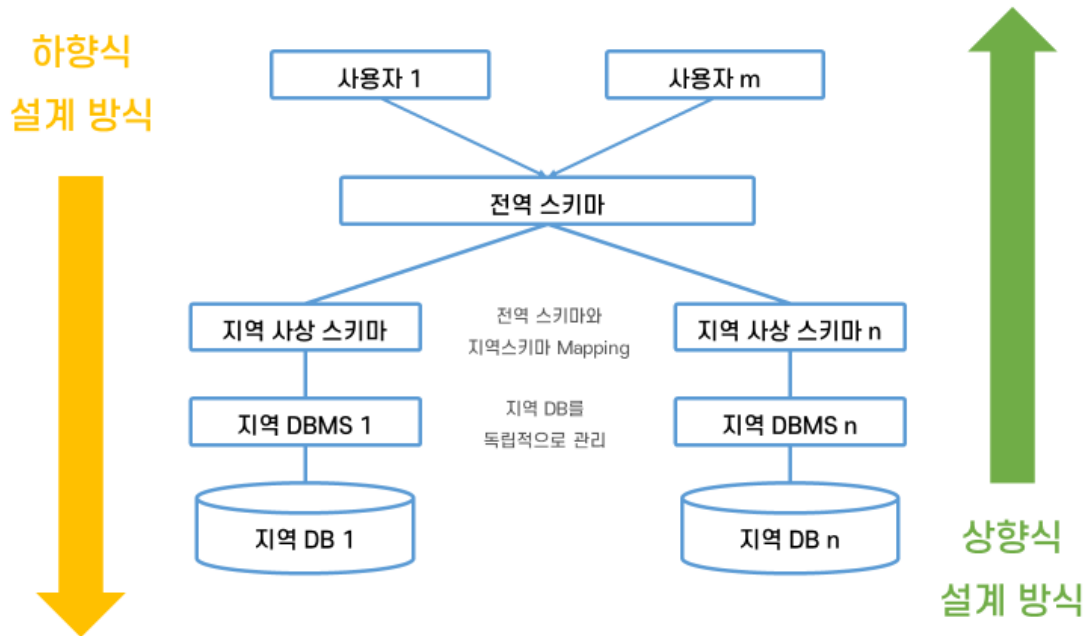 하향식
설계 방식
사용자 1
사용자 m
전역 스키마
지역 사상 스키마
전역 스키마와
지역스키마 Mapping
지역 사상 스키마 n
지역 DBMS 1
지역 DB를
독립적으로 관리
지역 DBMS n
지역 DB 1
지역 DB n
상향식
설계 방식